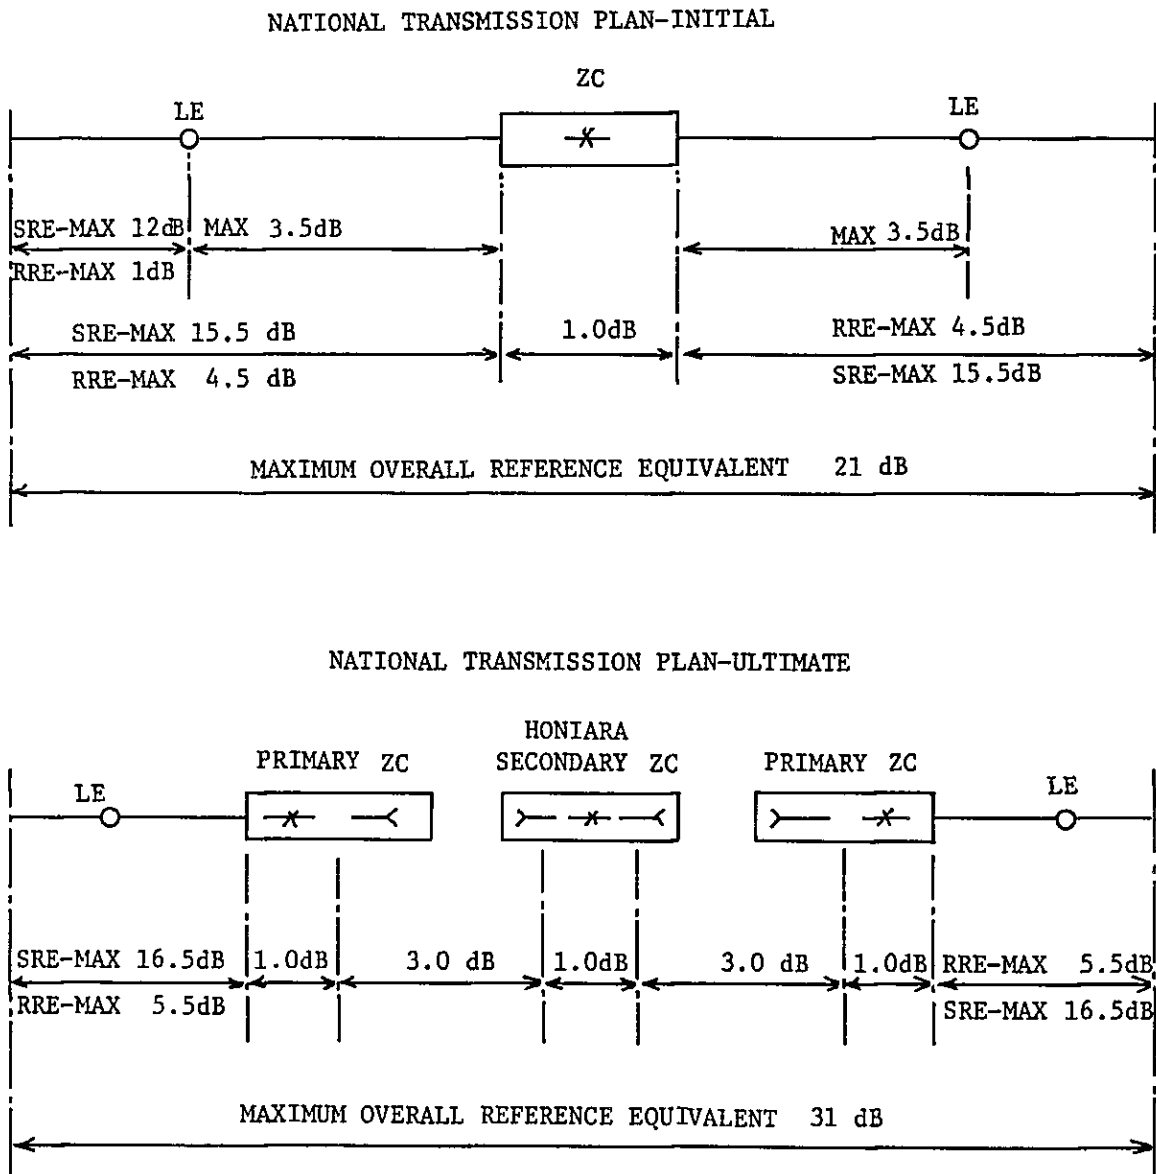 NATIONAL TRANSMISSION PLAN-INITIAL
ZC
LE
LE
SRE-MAX 12dB
MAX 3.5dB
MAX 3.5dB
RRE-MAX 1dB
SRE-MAX 15.5 dB
1.0dB
RRE-MAX 4.5dB
RRE-MAX 4.5 dB
SRE-MAX 15.5dB
MAXIMUM OVERALL REFERENCE EQUIVALENT 21 dB
NATIONAL TRANSMISSION PLAN-ULTIMATE
HONIARA
PRIMARY ZC
SECONDARY ZC
PRIMARY ZC
LE
LE
SRE-MAX 16.5dB
1.0dB
3.0 dB
1.0dB
3.0 dB
1.0dB
RRE-MAX 5.5dB
RRE-MAX 5.5dB
SRE-MAX 16.5dB
MAXIMUM OVERALL REFERENCE EQUIVALENT 31 dB